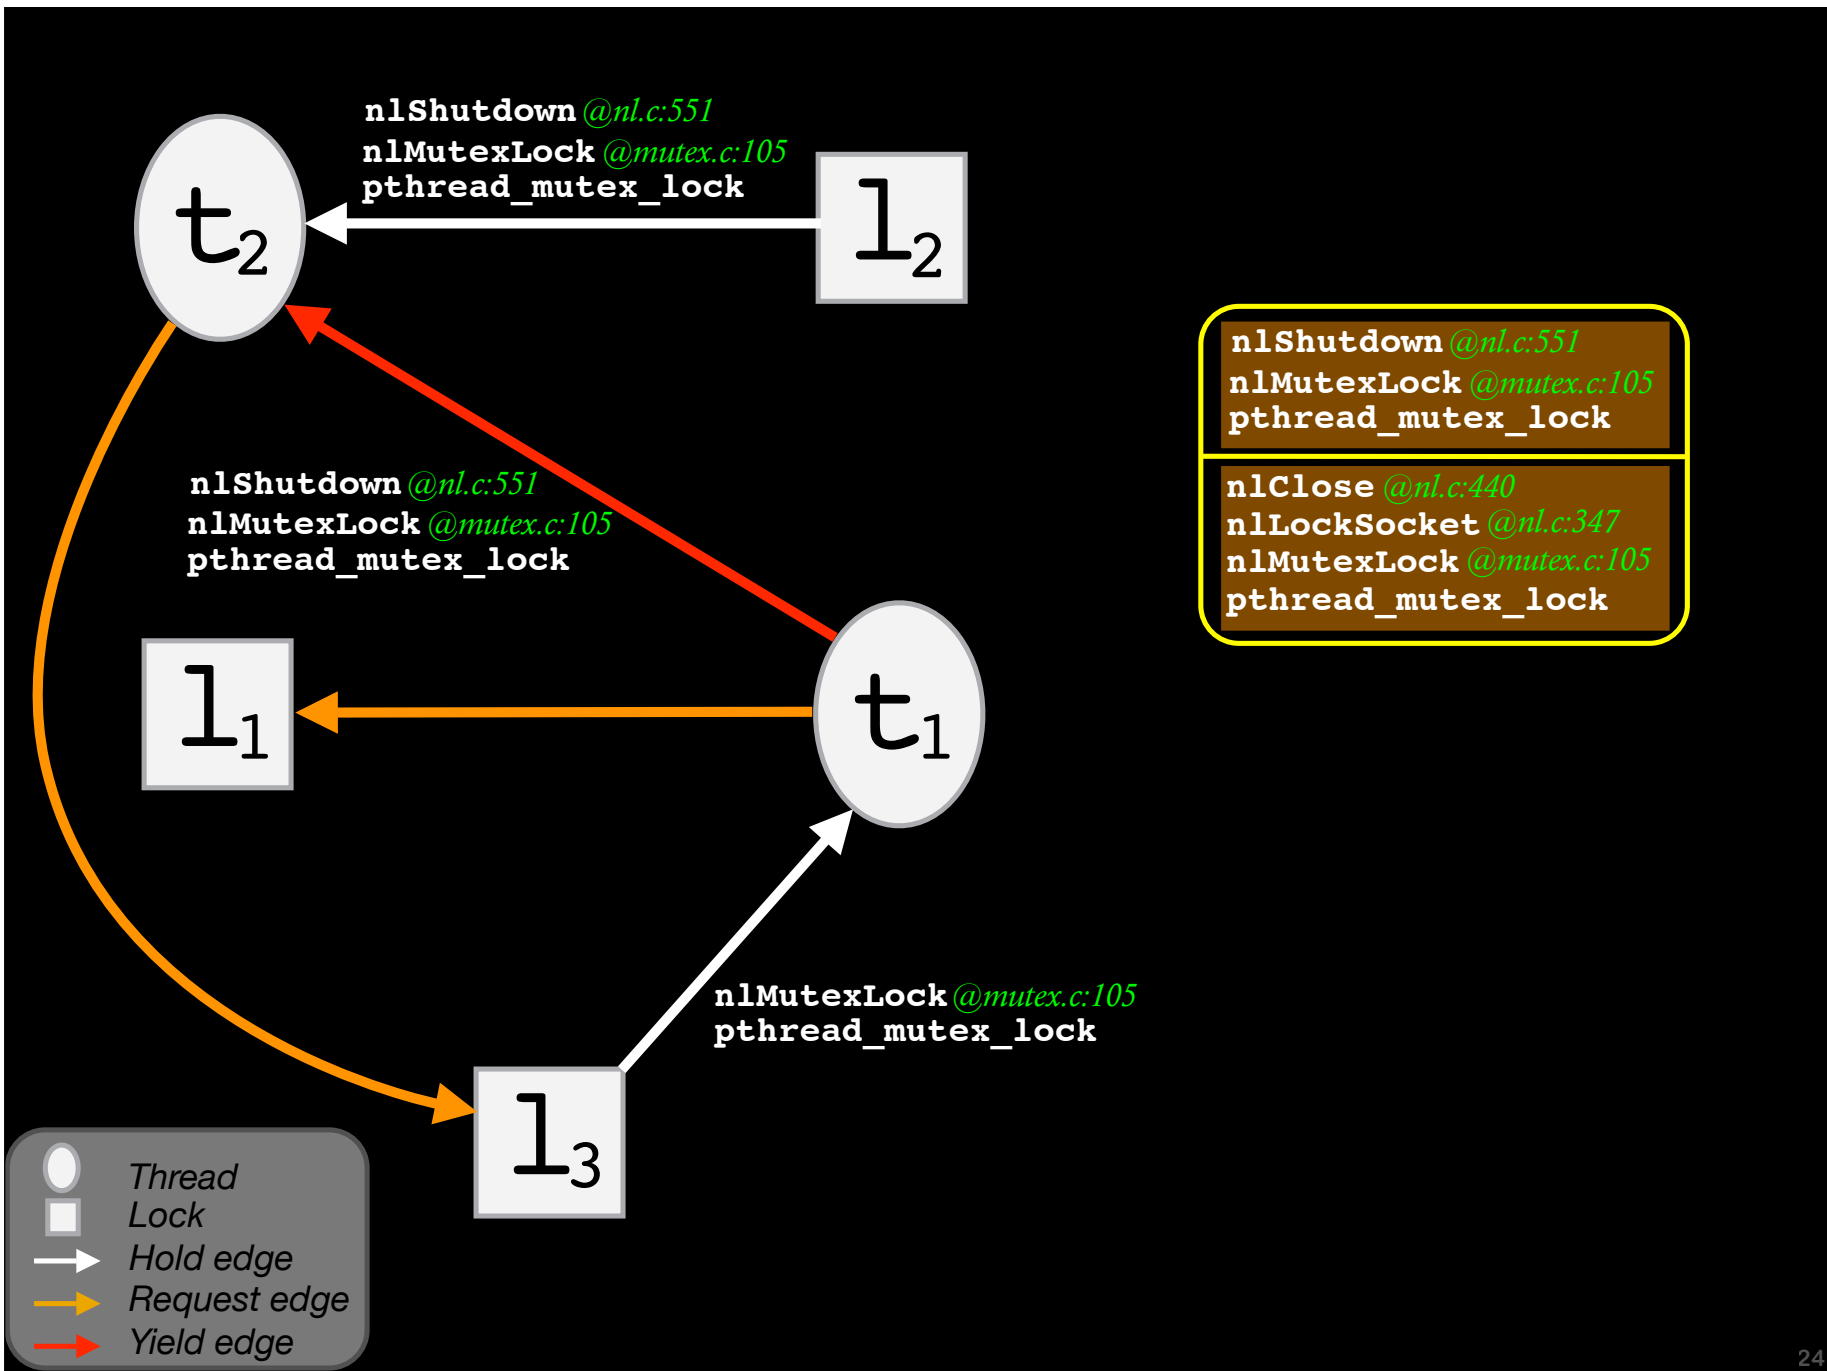 nlShutdown @nl.c:551
nlMutexLock @mutex.c:105
pthread_mutex_lock
t2
l2
nlShutdown @nl.c:551
nlMutexLock @mutex.c:105
pthread_mutex_lock
nlClose @nl.c:440
nlLockSocket @nl.c:347
nlMutexLock @mutex.c:105
pthread_mutex_lock
nlShutdown @nl.c:551
nlMutexLock @mutex.c:105
pthread_mutex_lock
l1
t1
nlMutexLock @mutex.c:105
pthread_mutex_lock
l3
Thread
Lock
Hold edge
Request edge
Yield edge
24